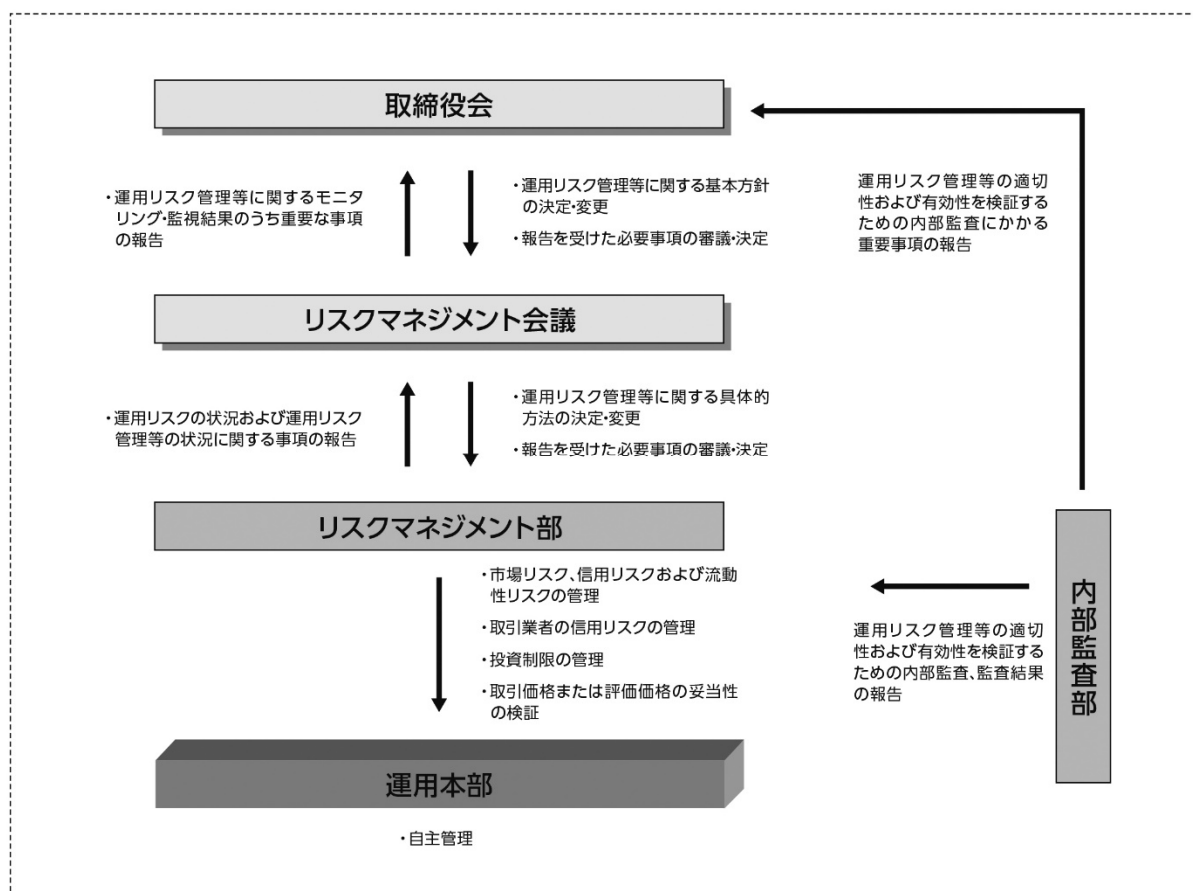 取締役会
・運用リスク管理等に関するモニタ
リング・監視結果のうち重要な事項
の報告
・運用リスク管理等に関する基本方針
の決定・変更
・報告を受けた必要事項の審議・決定
運用リスク管理等の適切
性および有効性を検証する
ための内部監査にかかる
重要事項の報告
リスクマネジメント会議
・運用リスクの状況および運用リスク
管理等の状況に関する事項の報告
・運用リスク管理等に関する具体的
方法の決定・変更
・報告を受けた必要事項の審議・決定
リスクマネジメント部
・市場リスク、信用リスクおよび流動
性リスクの管理
・取引業者の信用リスクの管理
・投資制限の管理
・取引価格または評価価格の妥当性
の検証
運用リスク管理等の適切
性および有効性を検証する
ための内部監査、監査結果
の報告
内部監査部
運用本部
・自主管理